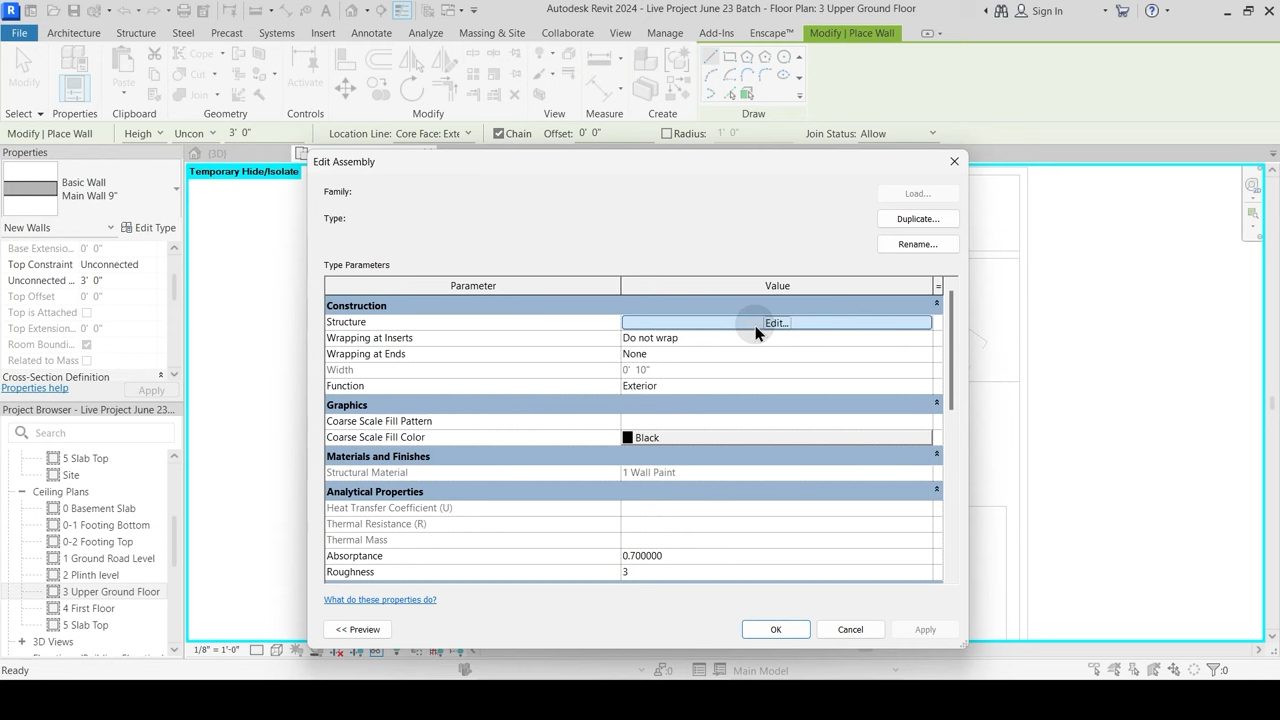 Autodesk Revit 2024 - Live Project June 23 Batch - Floor Plan: 3 Upper Ground Floor
Sign In
File Architecture Structure Steel Precast Systems Insert Annotate Analyze Massing & Site Collaborate View Manage Add-Ins Enscape™ Modify | Place Wall
Modify Paste Cope Cut Join Activate
Select Properties Clipboard Geometry Controls Modify View Measure Create Draw
Modify | Place Wall Heigh Uncon 3' 0" Location Line: Core Face: Exte Chain Offset: 0' 0" Radius: 1' 0" Join Status: Allow
Properties
{3D}
Basic Wall
Main Wall 9"
New Walls Edit Type
Base Extensio... 0' 0"
Top Constraint Unconnected
Unconnected ... 3' 0"
Top Offset 0' 0"
Top is Attached
Top Extension... 0' 0"
Room Boundi...
Related to Mass
Cross-Section Definition
Properties help Apply
Project Browser - Live Project June 23...
Search
5 Slab Top
Site
Ceiling Plans
0 Basement Slab
0-1 Footing Bottom
0-2 Footing Top
1 Ground Road Level
2 Plinth level
3 Upper Ground Floor
4 First Floor
5 Slab Top
3D Views
Temporary Hide/Isolate
Edit Assembly
Family:
Load...
Type:
Duplicate...
Rename...
Type Parameters
Parameter Value =
Construction
Structure Edit...
Wrapping at Inserts Do not wrap
Wrapping at Ends None
Width 0' 10"
Function Exterior
Graphics
Coarse Scale Fill Pattern
Coarse Scale Fill Color Black
Materials and Finishes
Structural Material 1 Wall Paint
Analytical Properties
Heat Transfer Coefficient (U)
Thermal Resistance (R)
Thermal Mass
Absorptance 0.700000
Roughness 3
What do these properties do?
<< Preview OK Cancel Apply
1/8" = 1'-0"
Ready :0 Main Model :0